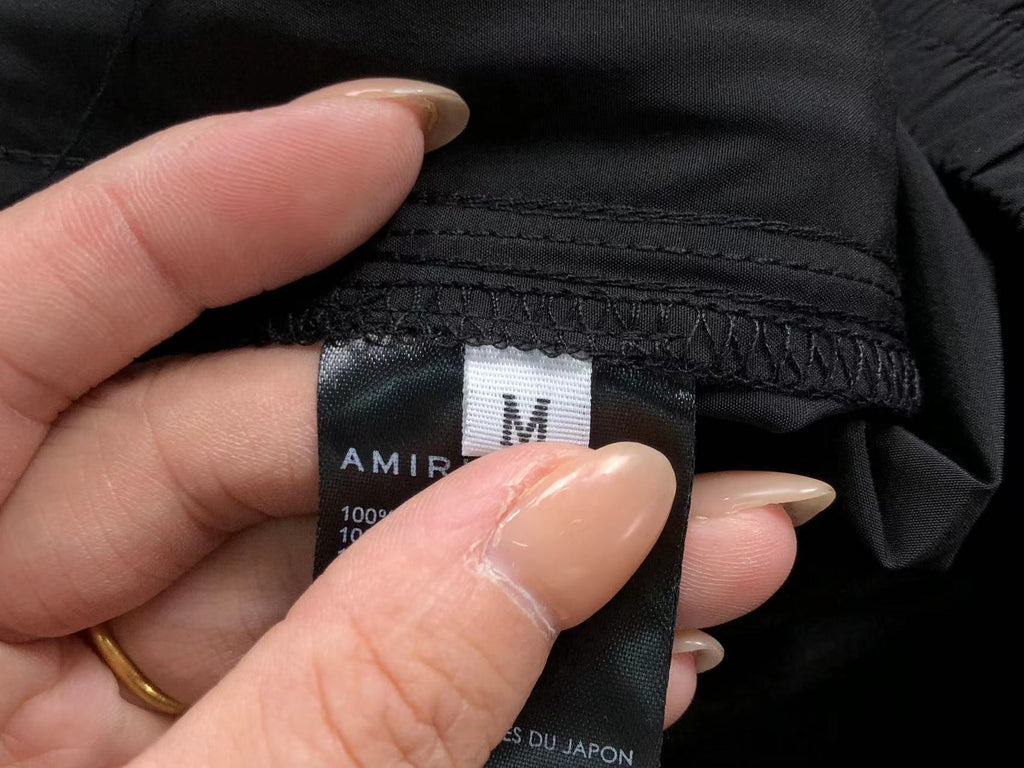 M
AMIR
100%
10
ES DU JAPON